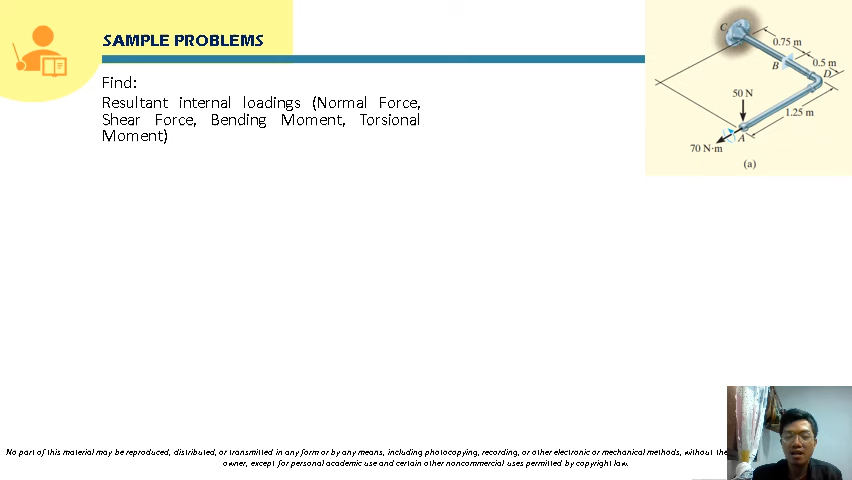 SAMPLE PROBLEMS
Find:
Resultant internal loadings (Normal Force,
Shear Force, Bending Moment, Torsional
Moment)
C
0.75 m
B
0.5 m
D
50 N
1.25 m
A
70 N·m
(a)
No part of this material may be reproduced, distributed, or transmitted in any form or by any means, including photocopying, recording, or other electronic or mechanical methods, without the
owner, except for personal academic use and certain other noncommercial uses permitted by copyright law.